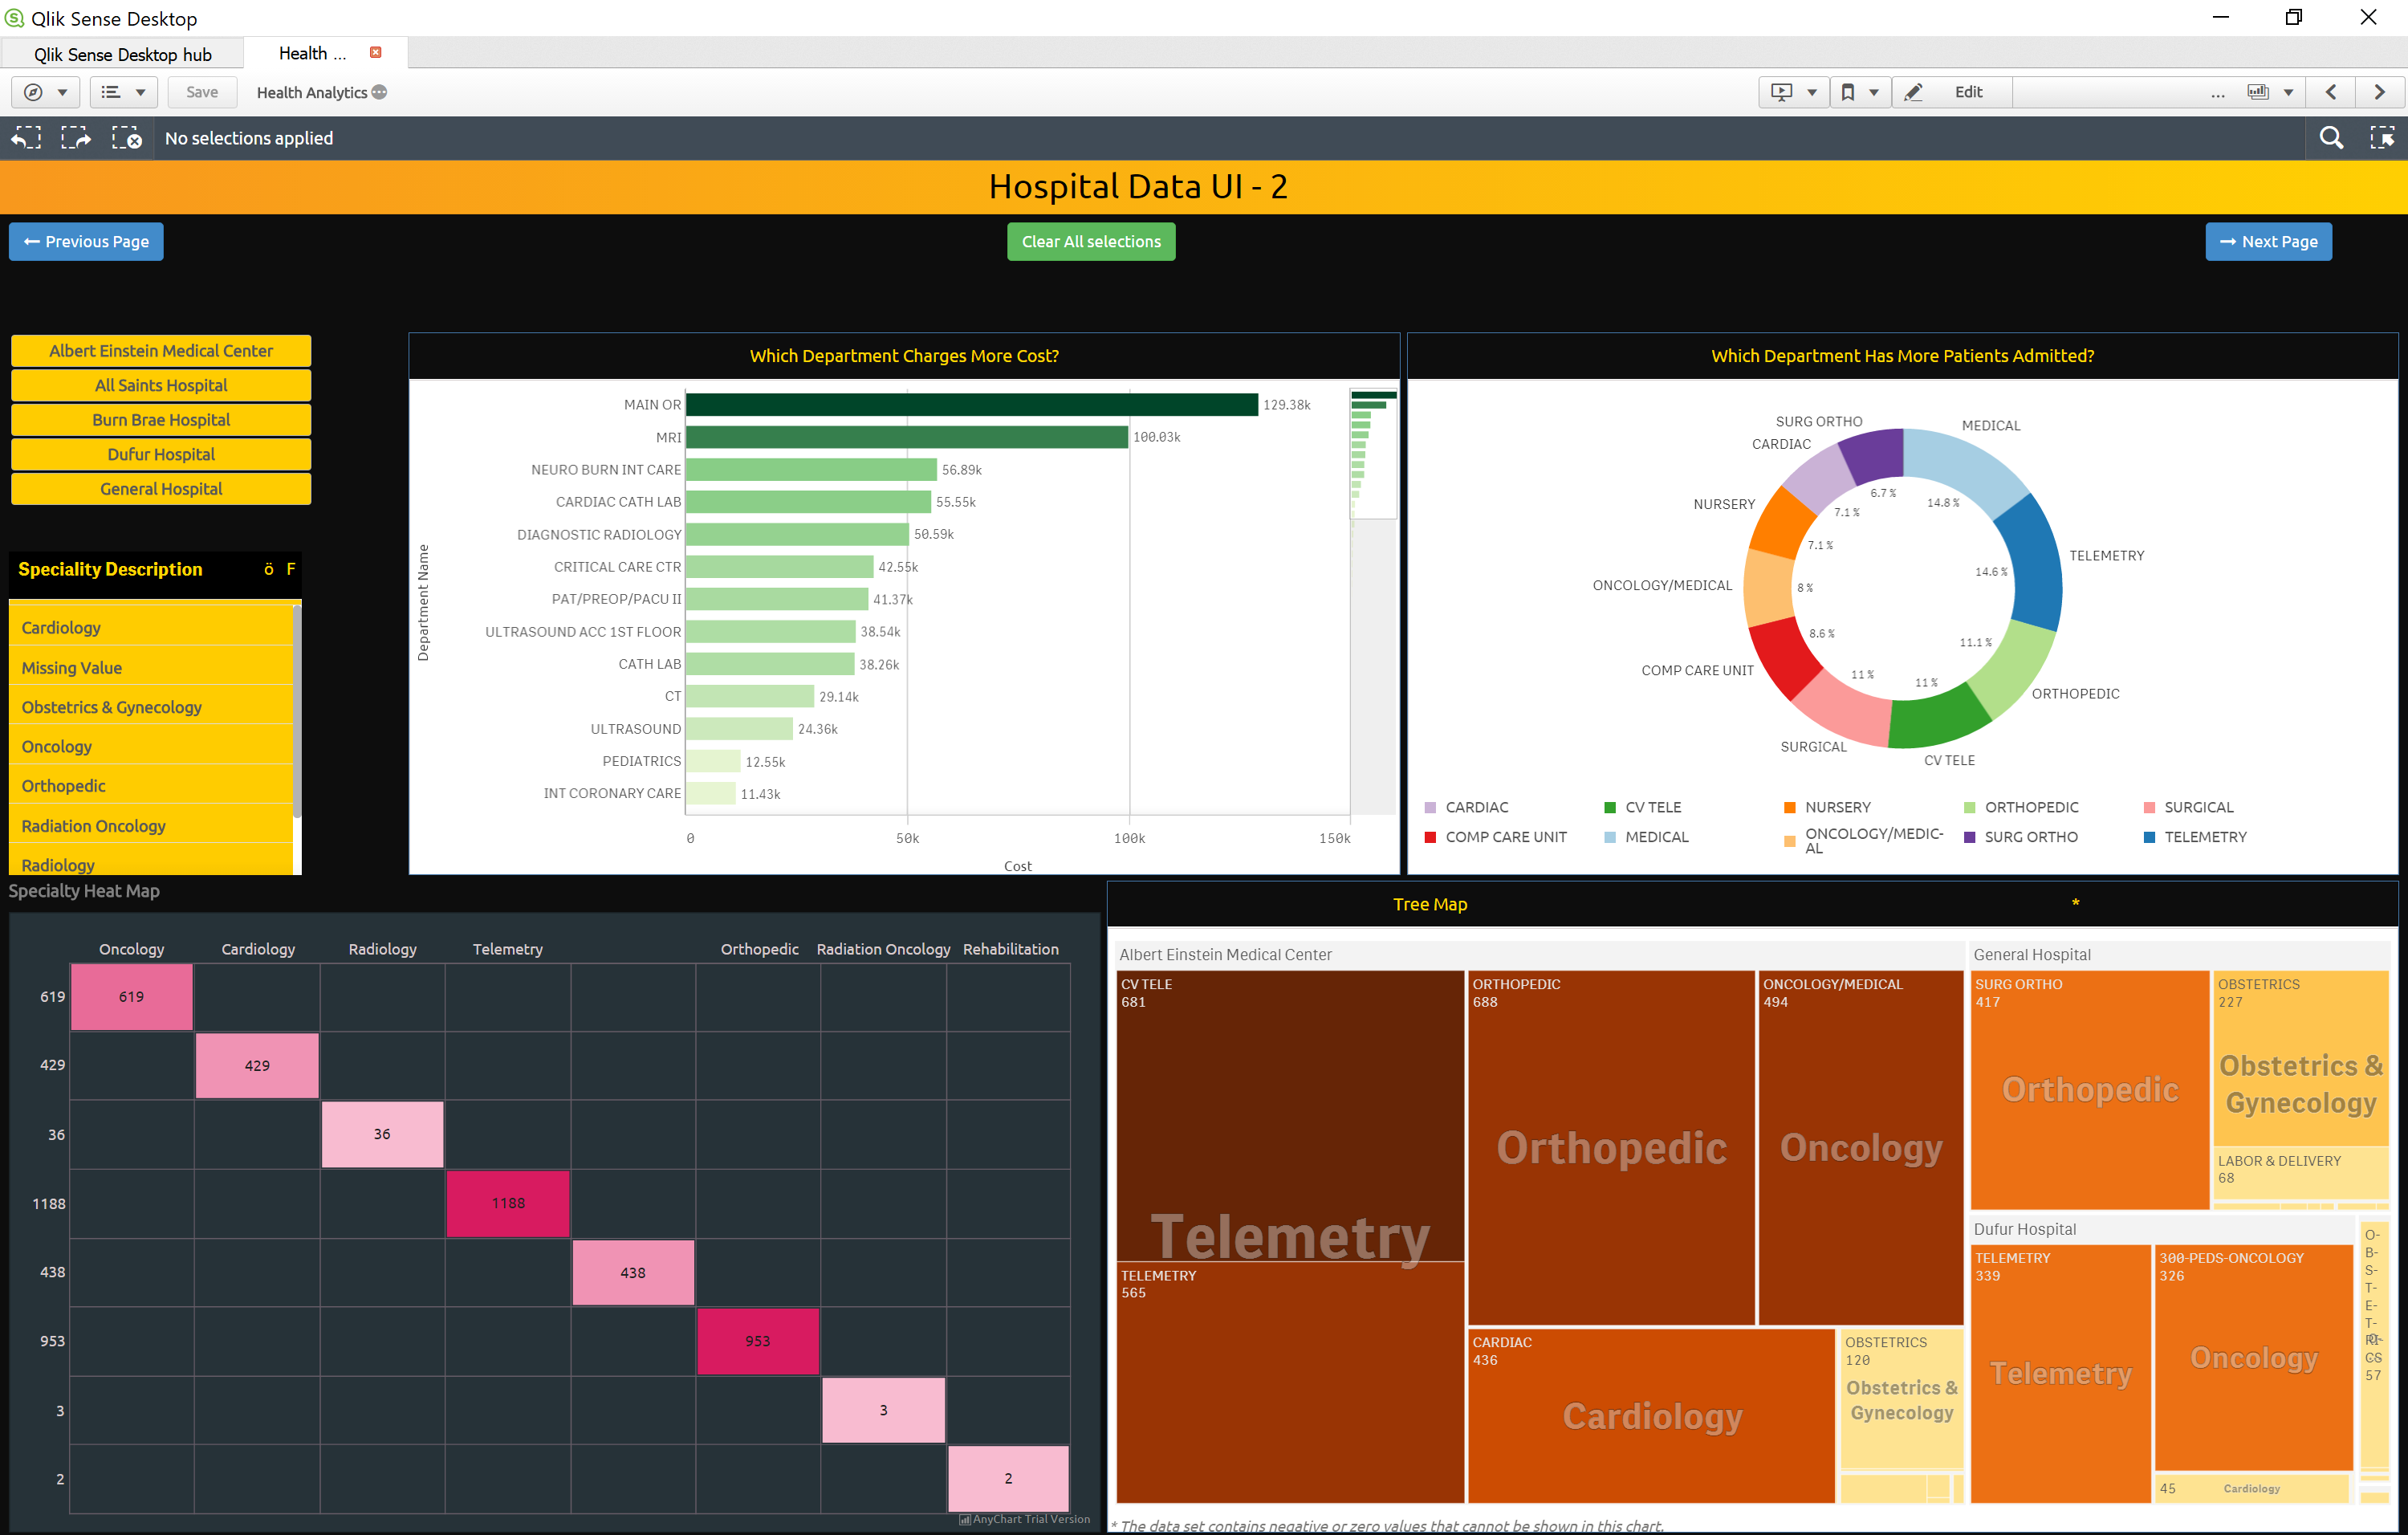 Qlik Sense Desktop
Qlik Sense Desktop hub
Health ...
Save
Health Analytics
Edit
...
No selections applied
Hospital Data UI - 2
Previous Page
Clear All selections
Next Page
Albert Einstein Medical Center
All Saints Hospital
Burn Brae Hospital
Dufur Hospital
General Hospital
Speciality Description ö F
Cardiology
Missing Value
Obstetrics & Gynecology
Oncology
Orthopedic
Radiation Oncology
Radiology
Which Department Charges More Cost?
Department Name
MAIN OR 129.38k
MRI 100.03k
NEURO BURN INT CARE 56.89k
CARDIAC CATH LAB 55.55k
DIAGNOSTIC RADIOLOGY 50.59k
CRITICAL CARE CTR 42.55k
PAT/PREOP/PACU II 41.37k
ULTRASOUND ACC 1ST FLOOR 38.54k
CATH LAB 38.26k
CT 29.14k
ULTRASOUND 24.36k
PEDIATRICS 12.55k
INT CORONARY CARE 11.43k
0 50k 100k 150k
Cost
Which Department Has More Patients Admitted?
SURG ORTHO
MEDICAL
CARDIAC
6.7 %
14.8 %
NURSERY
7.1 %
7.1 %
TELEMETRY
14.6 %
ONCOLOGY/MEDICAL
8 %
8.6 %
11.1 %
COMP CARE UNIT
11 %
11 %
ORTHOPEDIC
SURGICAL
CV TELE
CARDIAC CV TELE NURSERY ORTHOPEDIC SURGICAL
COMP CARE UNIT MEDICAL ONCOLOGY/MEDIC- SURG ORTHO TELEMETRY
AL
Specialty Heat Map
Oncology Cardiology Radiology Telemetry Orthopedic Radiation Oncology Rehabilitation
619 619
429 429
36 36
1188 1188
438 438
953 953
3 3
2 2
AnyChart Trial Version
Tree Map
*
Albert Einstein Medical Center
CV TELE
681
Telemetry
TELEMETRY
565
ORTHOPEDIC
688
Orthopedic
ONCOLOGY/MEDICAL
494
Oncology
CARDIAC
436
Cardiology
OBSTETRICS
120
Obstetrics &
Gynecology
General Hospital
SURG ORTHO
417
Orthopedic
OBSTETRICS
227
Obstetrics &
Gynecology
LABOR & DELIVERY
68
Dufur Hospital
TELEMETRY
339
Telemetry
300-PEDS-ONCOLOGY
326
Oncology
45
Cardiology
O-
B-
S-
T-
E-
T-
RI-
CS
57
* The data set contains negative or zero values that cannot be shown in this chart.